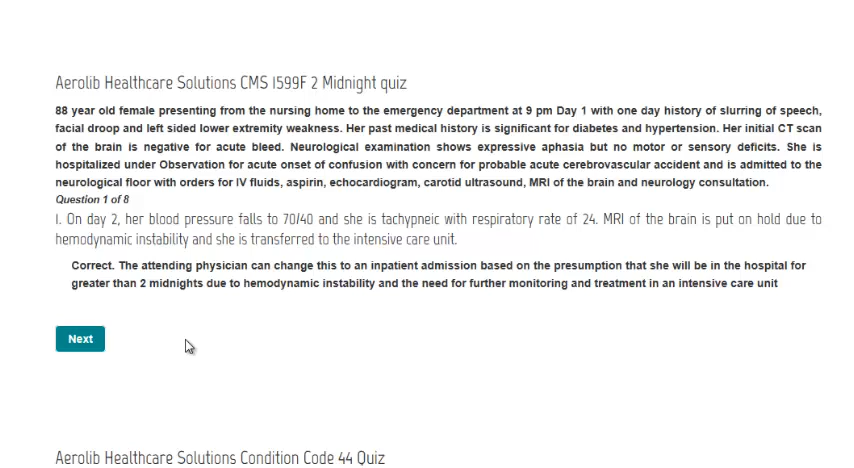 Aerolib Healthcare Solutions CMS 1599F 2 Midnight quiz
88 year old female presenting from the nursing home to the emergency department at 9 pm Day 1 with one day history of slurring of speech,
facial droop and left sided lower extremity weakness. Her past medical history is significant for diabetes and hypertension. Her initial CT scan
of the brain is negative for acute bleed. Neurological examination shows expressive aphasia but no motor or sensory deficits. She is
hospitalized under Observation for acute onset of confusion with concern for probable acute cerebrovascular accident and is admitted to the
neurological floor with orders for IV fluids, aspirin, echocardiogram, carotid ultrasound, MRI of the brain and neurology consultation.
Question 1 of 8
1. On day 2, her blood pressure falls to 70/40 and she is tachypneic with respiratory rate of 24. MRI of the brain is put on hold due to
hemodynamic instability and she is transferred to the intensive care unit.
Correct. The attending physician can change this to an inpatient admission based on the presumption that she will be in the hospital for
greater than 2 midnights due to hemodynamic instability and the need for further monitoring and treatment in an intensive care unit
Next
Aerolib Healthcare Solutions Condition Code 44 Quiz